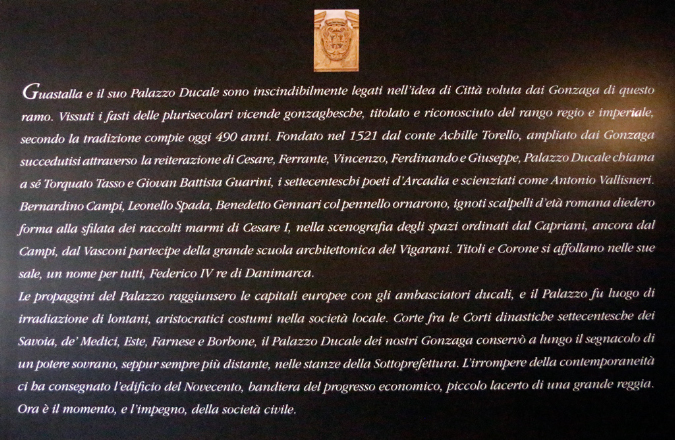 Guastalla e il suo Palazzo Ducale sono inscindibilmente legati nell'idea di Città voluta dai Gonzaga di questo
ramo. Vissuti i fasti delle plurisecolari vicende gonzaghesche, titolato e riconosciuto del rango regio e imperiale,
secondo la tradizione compie oggi 490 anni. Fondato nel 1521 dal conte Achille Torello, ampliato dai Gonzaga
succedutisi attraverso la reiterazione di Cesare, Ferrante, Vincenzo, Ferdinando e Giuseppe, Palazzo Ducale chiama
a sé Torquato Tasso e Giovan Battista Guarini, i settecenteschi poeti d'Arcadia e scienziati come Antonio Vallisneri.
Bernardino Campi, Leonello Spada, Benedetto Gennari col pennello ornarono, ignoti scalpelli d'età romana diedero
forma alla sfilata dei raccolti marmi di Cesare I, nella scenografia degli spazi ordinati dal Capriani, ancora dal
Campi, dal Vasconi partecipe della grande scuola architettonica del Vigarani. Titoli e Corone si affollano nelle sue
sale, un nome per tutti, Federico IV re di Danimarca.
Le propaggini del Palazzo raggiunsero le capitali europee con gli ambasciatori ducali, e il Palazzo fu luogo di
irradiazione di lontani, aristocratici costumi nella società locale. Corte fra le Corti dinastiche settecentesche dei
Savoia, de' Medici, Este, Farnese e Borbone, il Palazzo Ducale dei nostri Gonzaga conservò a lungo il segnacolo di
un potere sovrano, seppur sempre più distante, nelle stanze della Sottoprefettura. L'irrompere della contemporaneità
ci ha consegnato l'edificio del Novecento, bandiera del progresso economico, piccolo lacerto di una grande reggia.
Ora è il momento, e l'impegno, della società civile.